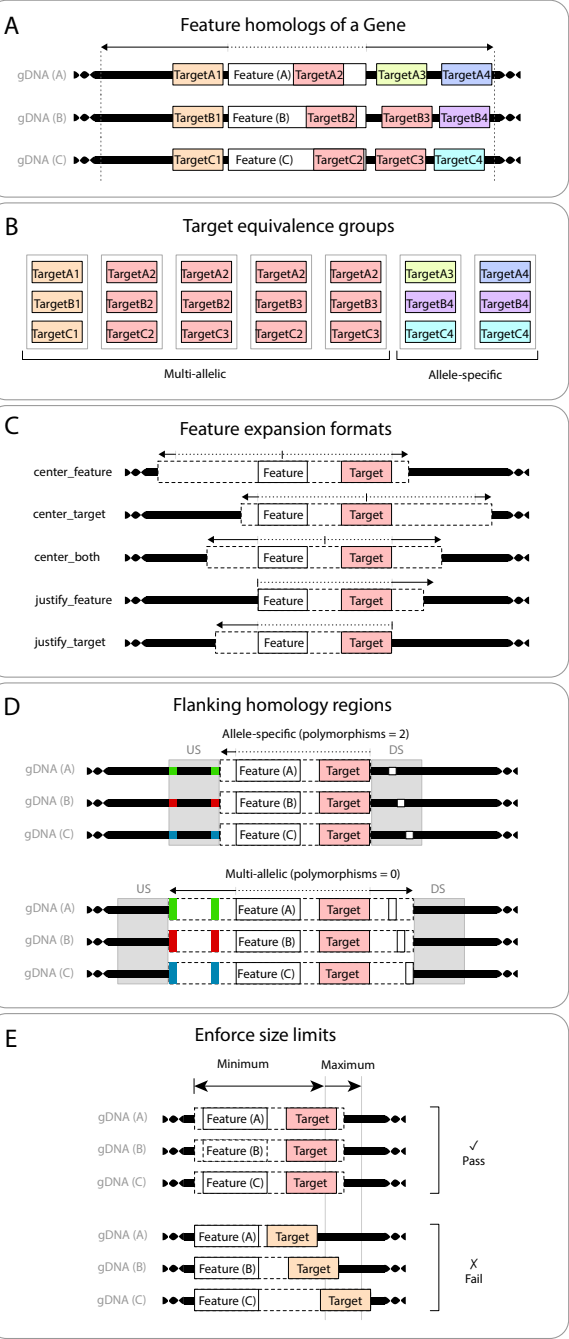 A
Feature homologs of a Gene
gDNA (A) TargetA1 Feature (A) TargetA2 TargetA3 TargetA4
gDNA (B) TargetB1 Feature (B) TargetB2 TargetB3 TargetB4
gDNA (C) TargetC1 Feature (C) TargetC2 TargetC3 TargetC4
B
Target equivalence groups
TargetA1 TargetA2 TargetA2 TargetA2 TargetA2 TargetA3 TargetA4
TargetB1 TargetB2 TargetB2 TargetB3 TargetB3 TargetB4 TargetB4
TargetC1 TargetC2 TargetC3 TargetC2 TargetC3 TargetC4 TargetC4
Multi-allelic Allele-specific
C
Feature expansion formats
center_feature Feature Target
center_target Feature Target
center_both Feature Target
justify_feature Feature Target
justify_target Feature Target
D
Flanking homology regions
Allele-specific (polymorphisms = 2)
US DS
gDNA (A) Feature (A) Target
gDNA (B) Feature (B) Target
gDNA (C) Feature (C) Target
Multi-allelic (polymorphisms = 0)
US DS
gDNA (A) Feature (A) Target
gDNA (B) Feature (B) Target
gDNA (C) Feature (C) Target
E
Enforce size limits
Minimum Maximum
gDNA (A) Feature (A) Target
gDNA (B) Feature (B) Target
gDNA (C) Feature (C) Target
✓
Pass
gDNA (A) Feature (A) Target
gDNA (B) Feature (B) Target
gDNA (C) Feature (C) Target
✗
Fail